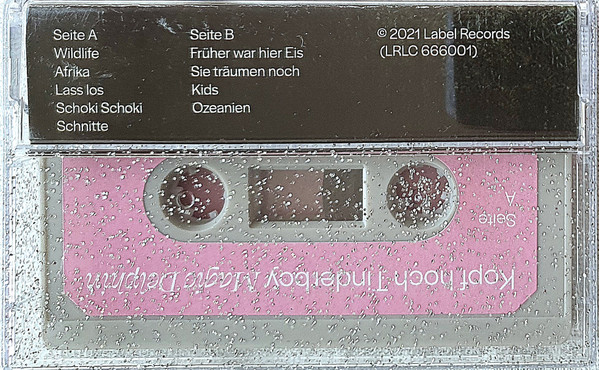 Seite A
Wildlife
Afrika
Lass los
Schoki Schoki
Schnitte
Seite B
Früher war hier Eis
Sie träumen noch
Kids
Ozeanien
© 2021 Label Records
(LRLC 666001)
Seite
A
Kopf hoch Tinderboy Magic Delphin